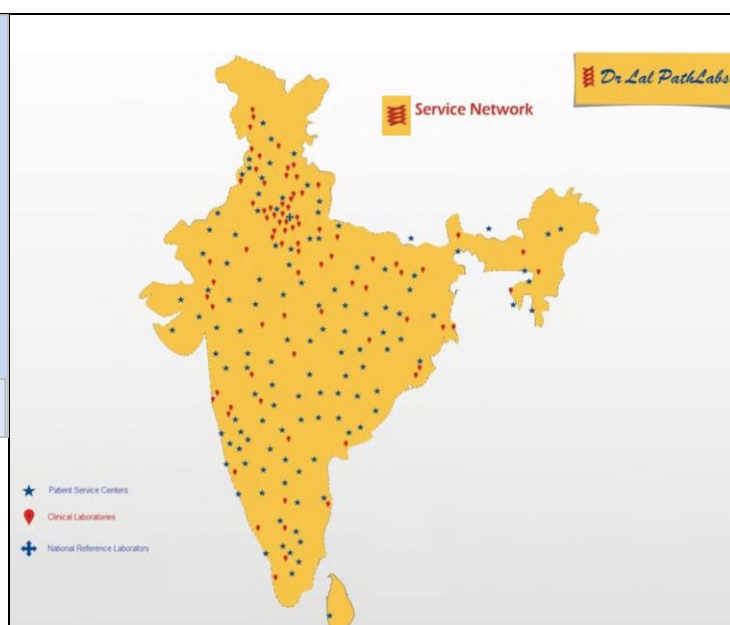 Dr Lal PathLabs
Service Network
Patient Service Centers
Clinical Laboratories
National Reference Laboratory